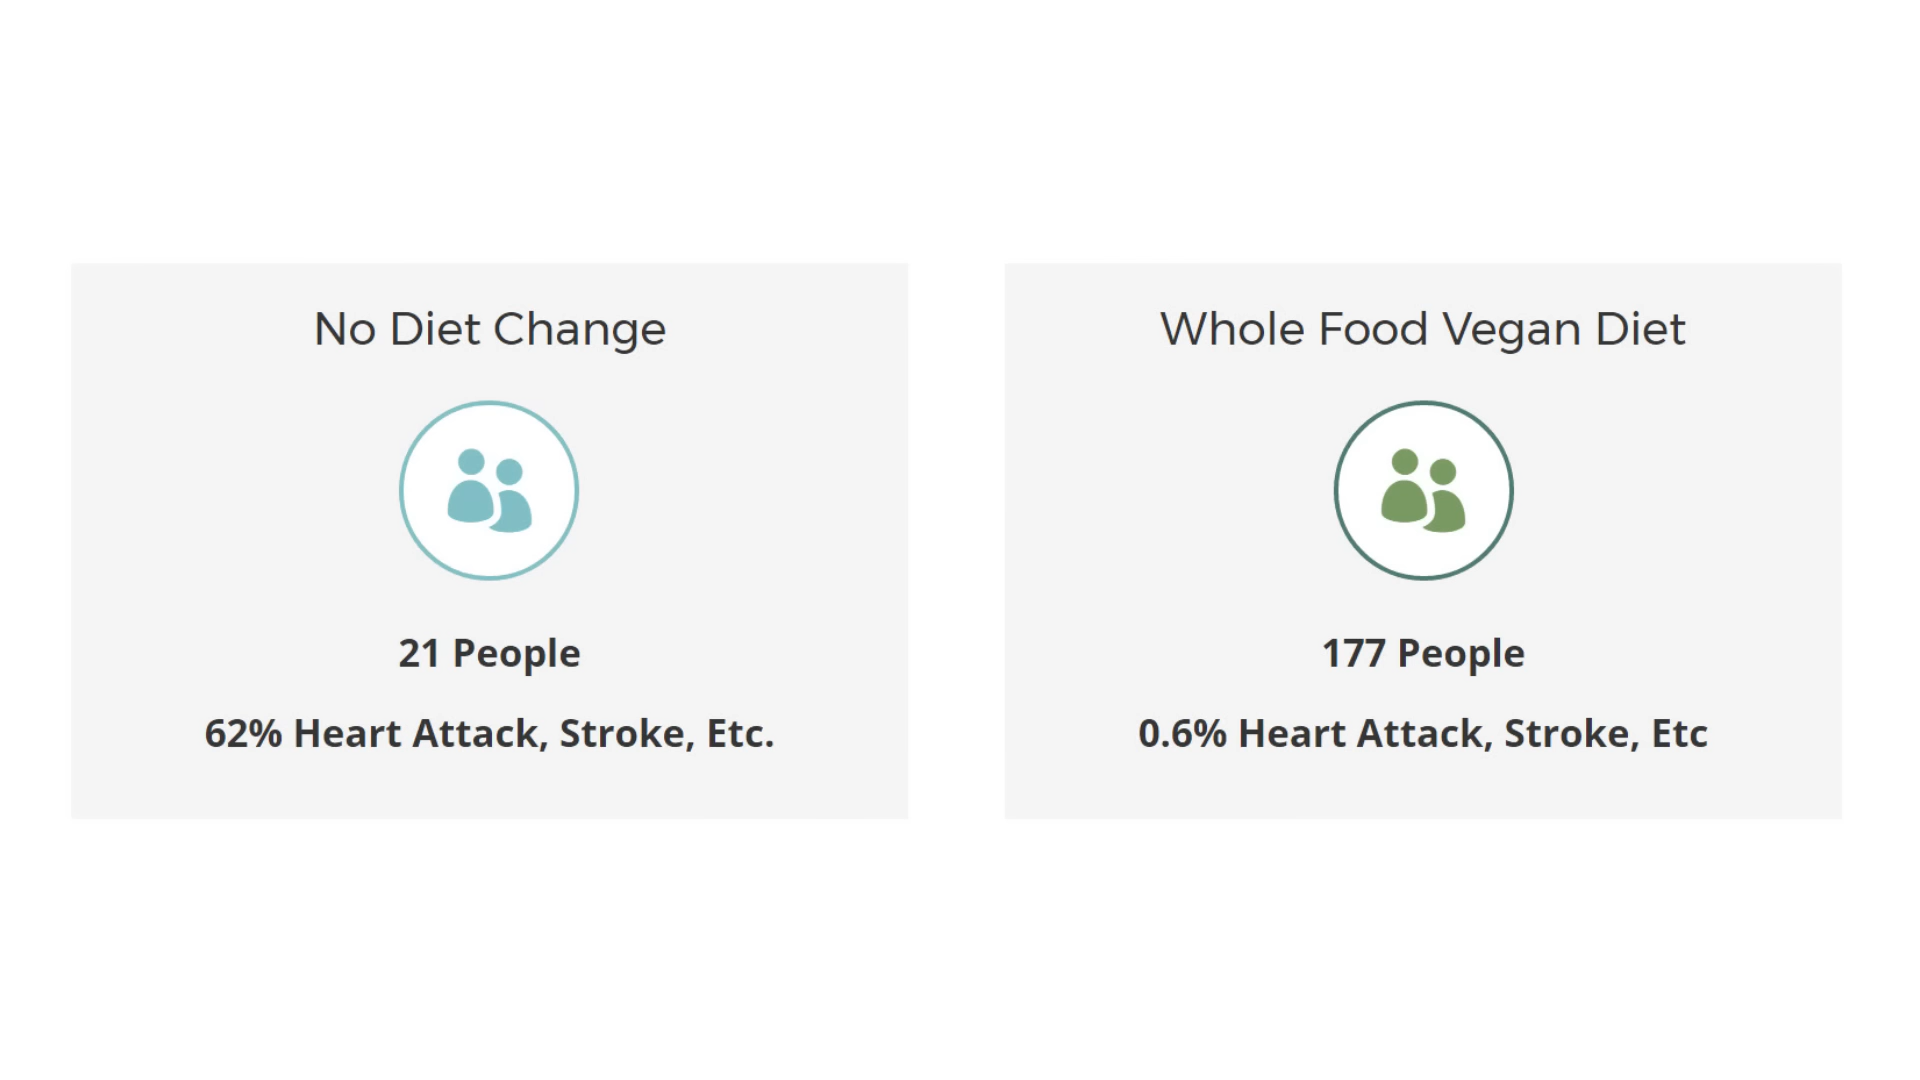 No Diet Change
21 People
62% Heart Attack, Stroke, Etc.
Whole Food Vegan Diet
177 People
0.6% Heart Attack, Stroke, Etc